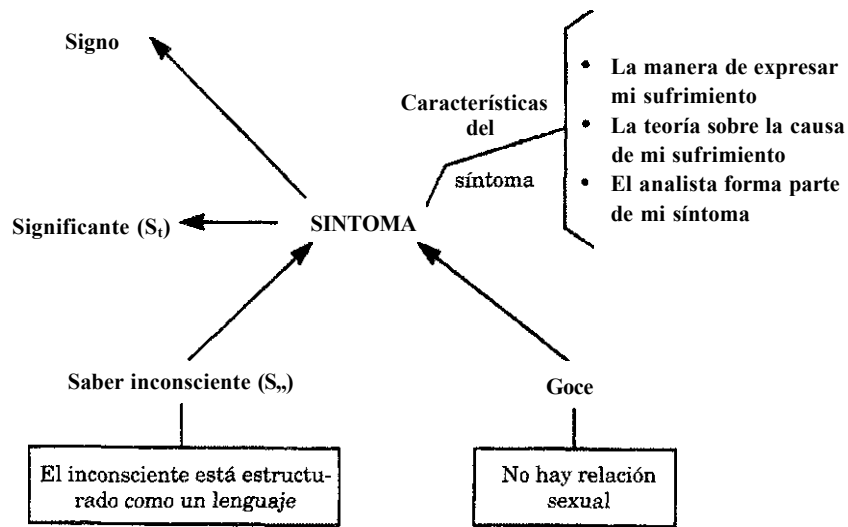 Signo
Características
del
síntoma
• La manera de expresar
mi sufrimiento
• La teoría sobre la causa
de mi sufrimiento
• El analista forma parte
de mi síntoma
Significante (Sₜ)
SINTOMA
Saber inconsciente (S„)
Goce
El inconsciente está estructu-
rado como un lenguaje
No hay relación
sexual